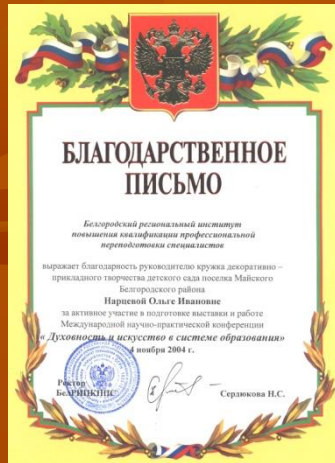 БЛАГОДАРСТВЕННОЕ
ПИСЬМО
Белгородский региональный институт
повышения квалификации профессиональной
переподготовки специалистов
выражает благодарность руководителю кружка декоративно –
прикладного творчества детского сада поселка Майского
Белгородского района
Нарцевой Ольге Ивановне
за активное участие в подготовке выставки и работе
Международной научно-практической конференции
« Духовность и искусство в системе образования»
4 ноября 2004 г.
Ректор
БелРИПКППС
Сердюкова Н.С.